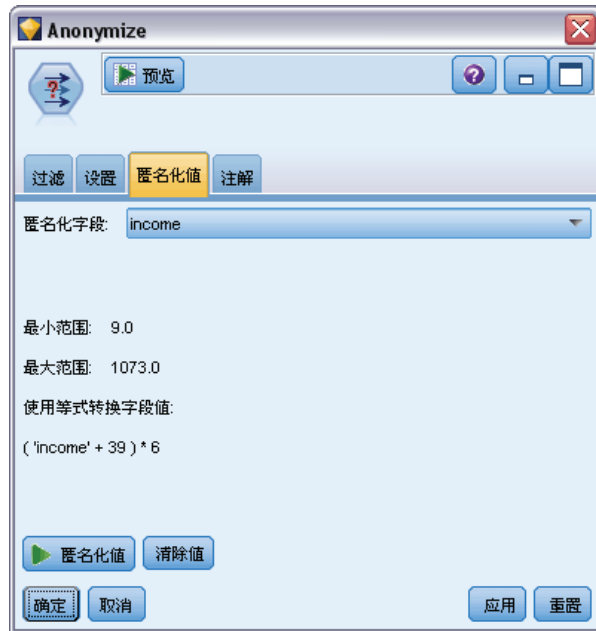 Anonymize
预览
过滤 设置 匿名化值 注解
匿名化字段: income
最小范围: 9.0
最大范围: 1073.0
使用等式转换字段值:
( 'income' + 39 ) * 6
匿名化值 清除值
确定 取消 应用 重置